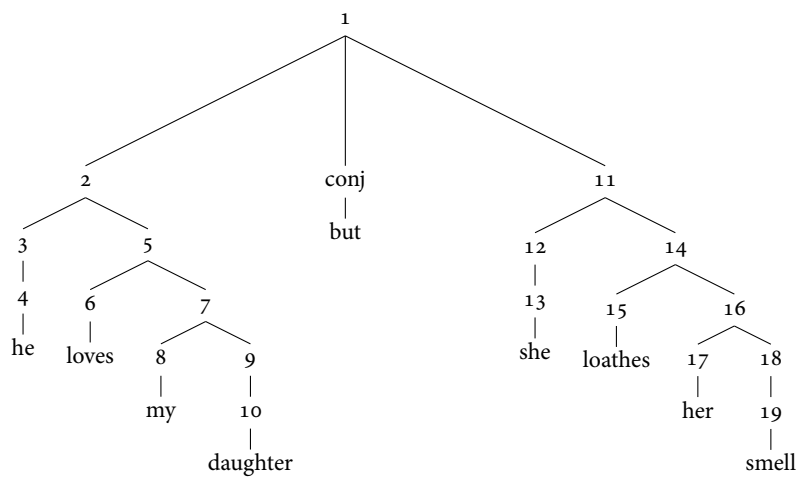 1
2 conj 11
but
3 5 12 14
4 6 7 13 15 16
he loves 8 9 she loathes 17 18
my 10 her 19
daughter smell